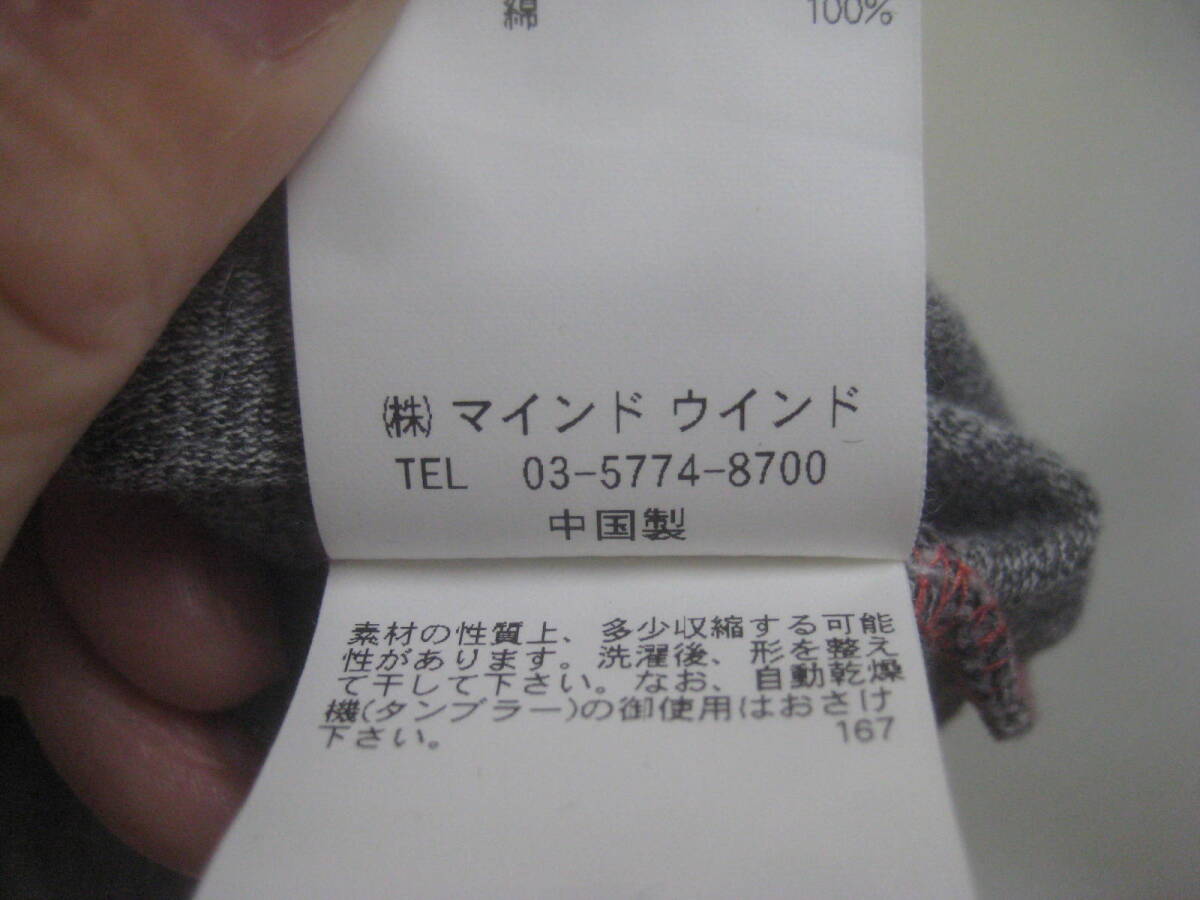 綿 100%
㈱ マインド ウインド
TEL 03-5774-8700
中国製
素材の性質上、多少収縮する可能
性があります。洗濯後、形を整え
て干して下さい。なお、自動乾燥
機(タンブラー)の御使用はおさけ
下さい。 167